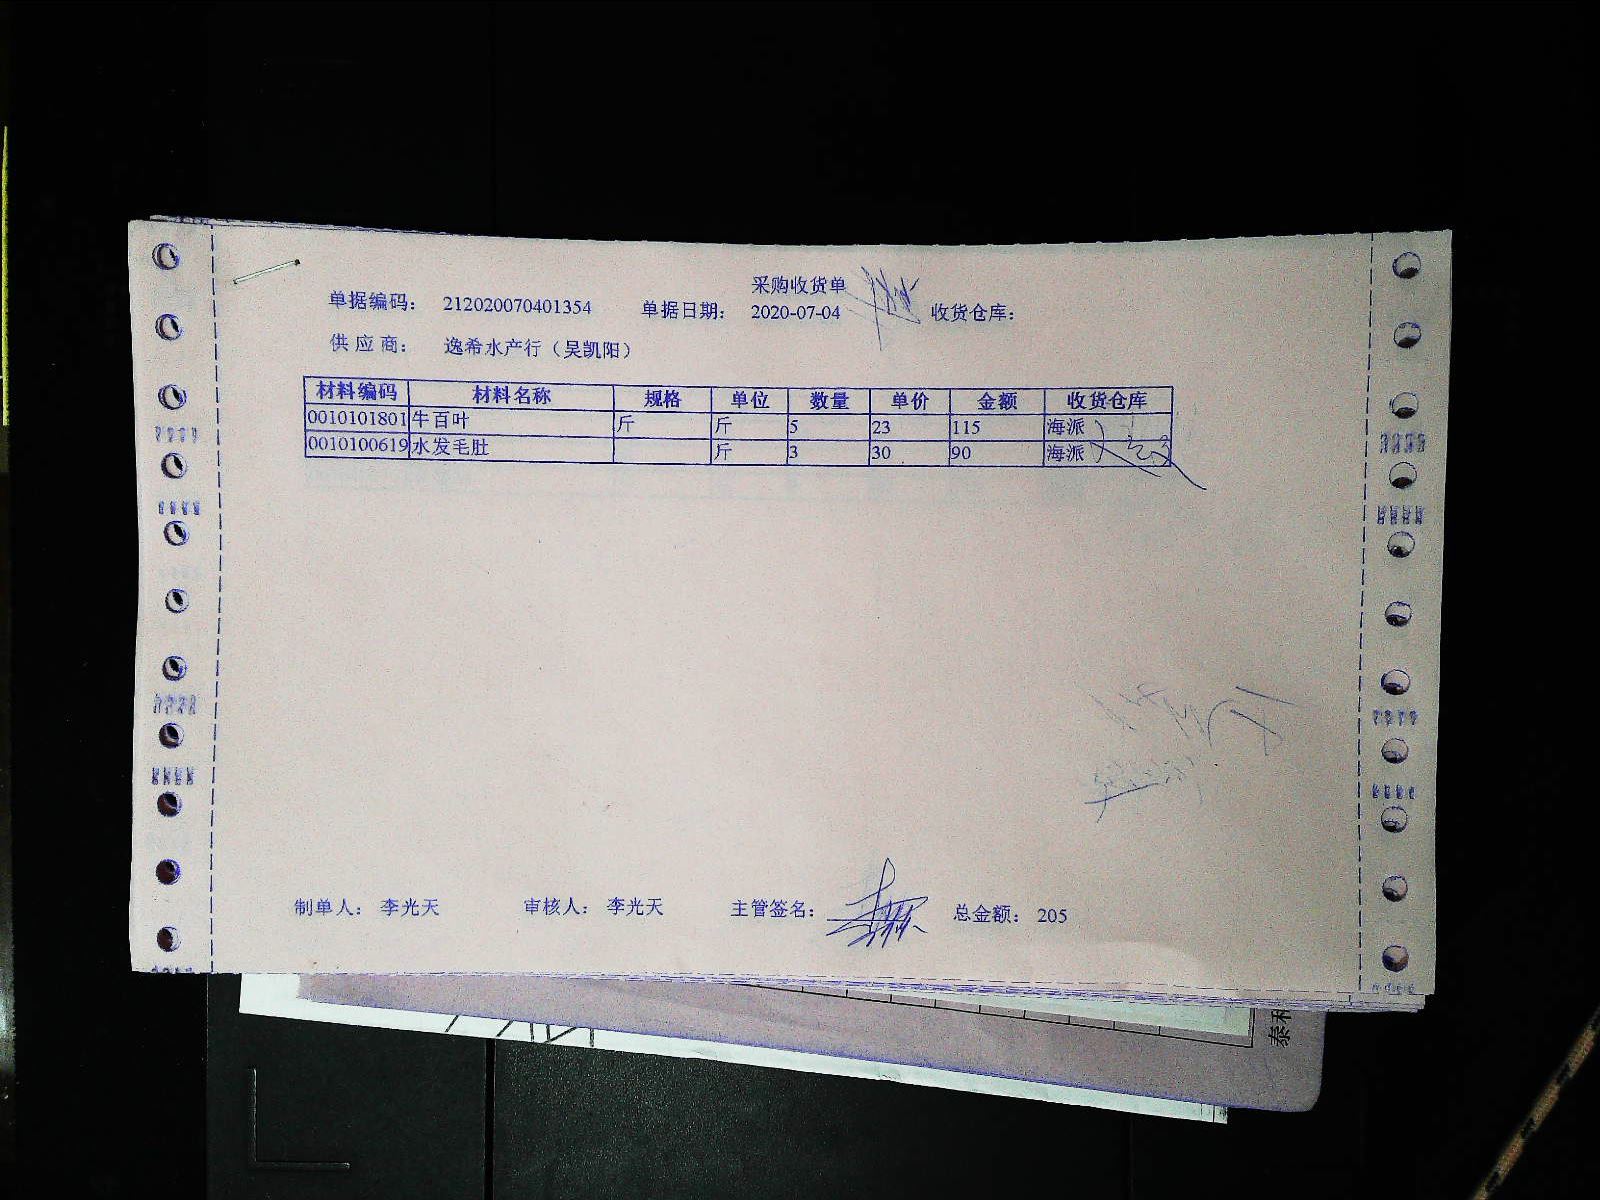 采购收货单
单据编码： 212020070401354 单据日期： 2020-07-04 收货仓库：
供 应 商： 逸希水产行（吴凯阳）
材料编码 材料名称 规格 单位 数量 单价 金额 收货仓库
0010101801 牛百叶 斤 斤 5 23 115 海派
0010100619 水发毛肚 斤 3 30 90 海派
制单人： 李光天 审核人： 李光天 主管签名： 总金额： 205